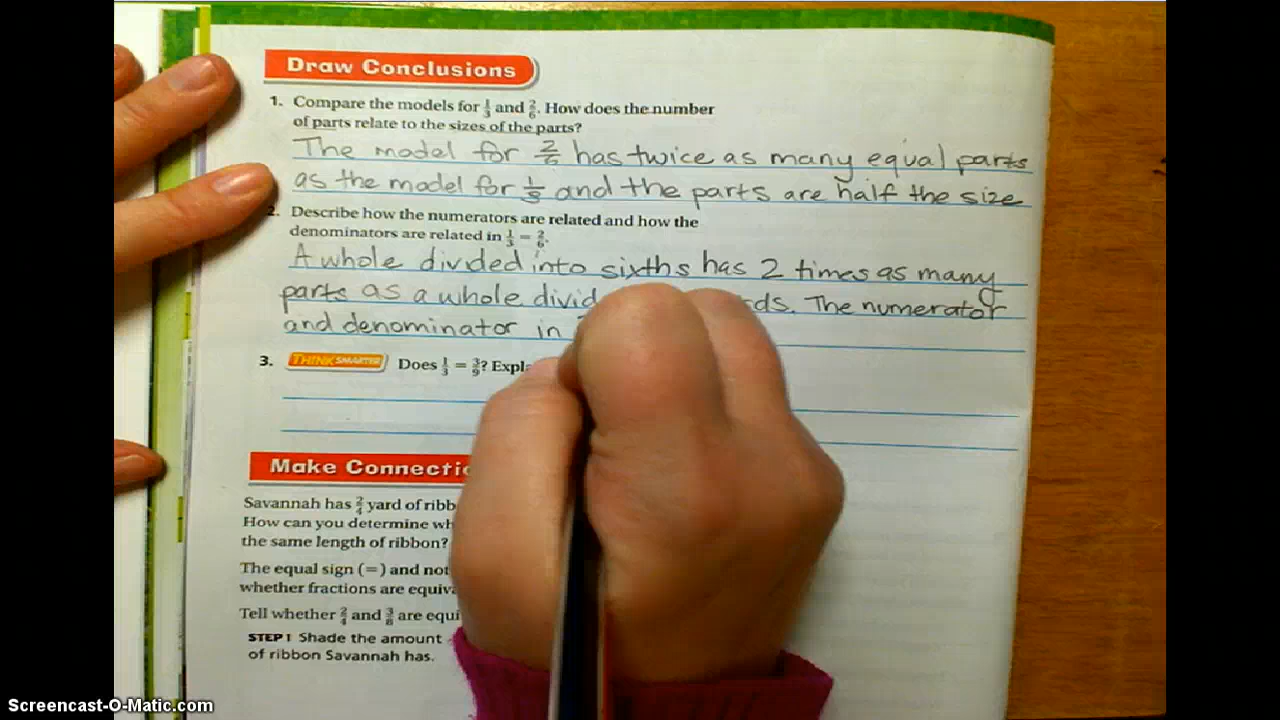 Draw Conclusions
1. Compare the models for 1/3 and 2/6. How does the number
of parts relate to the sizes of the parts?
The model for 2/6 has twice as many equal parts
as the model for 1/3 and the parts are half the size
2. Describe how the numerators are related and how the
denominators are related in 1/3 = 2/6.
A whole divided into sixths has 2 times as many
parts as a whole divid ds. The numerator
and denominator in
3. THINK SMARTER Does 1/3 = 3/9? Expl
Make Connectio
Savannah has 2/4 yard of ribb
How can you determine wh
the same length of ribbon?
The equal sign (=) and not
whether fractions are equiv
Tell whether 2/4 and 3/8 are equi
STEP 1 Shade the amount
of ribbon Savannah has.
Screencast-O-Matic.com